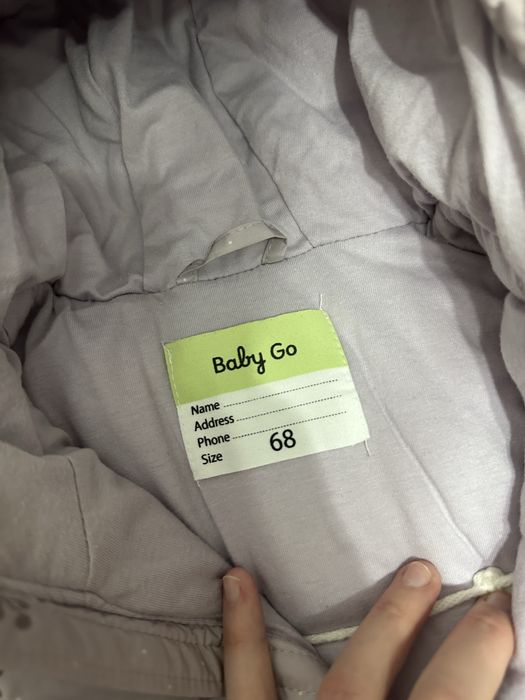 Baby Go
Name
Address
Phone
Size 68